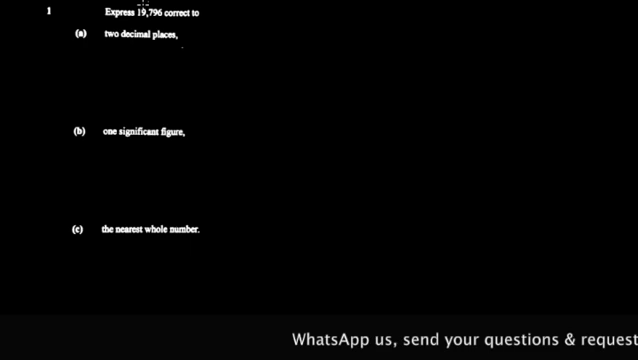 1 Express 19,796 correct to
(a) two decimal places,
(b) one significant figure,
(c) the nearest whole number.
WhatsApp us, send your questions & request